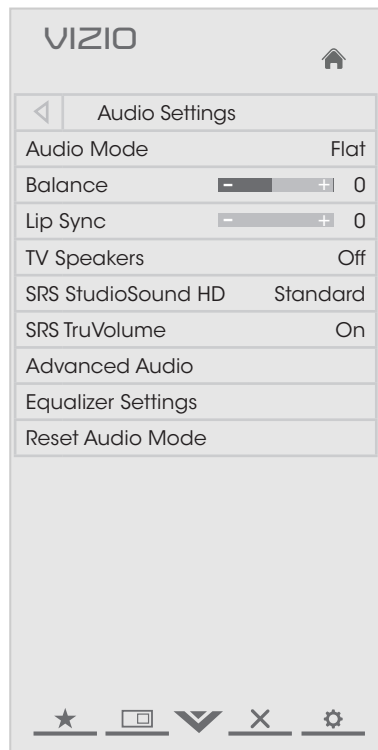 VIZIO
Audio Settings
Audio Mode Flat
Balance - + 0
Lip Sync - + 0
TV Speakers Off
SRS StudioSound HD Standard
SRS TruVolume On
Advanced Audio
Equalizer Settings
Reset Audio Mode